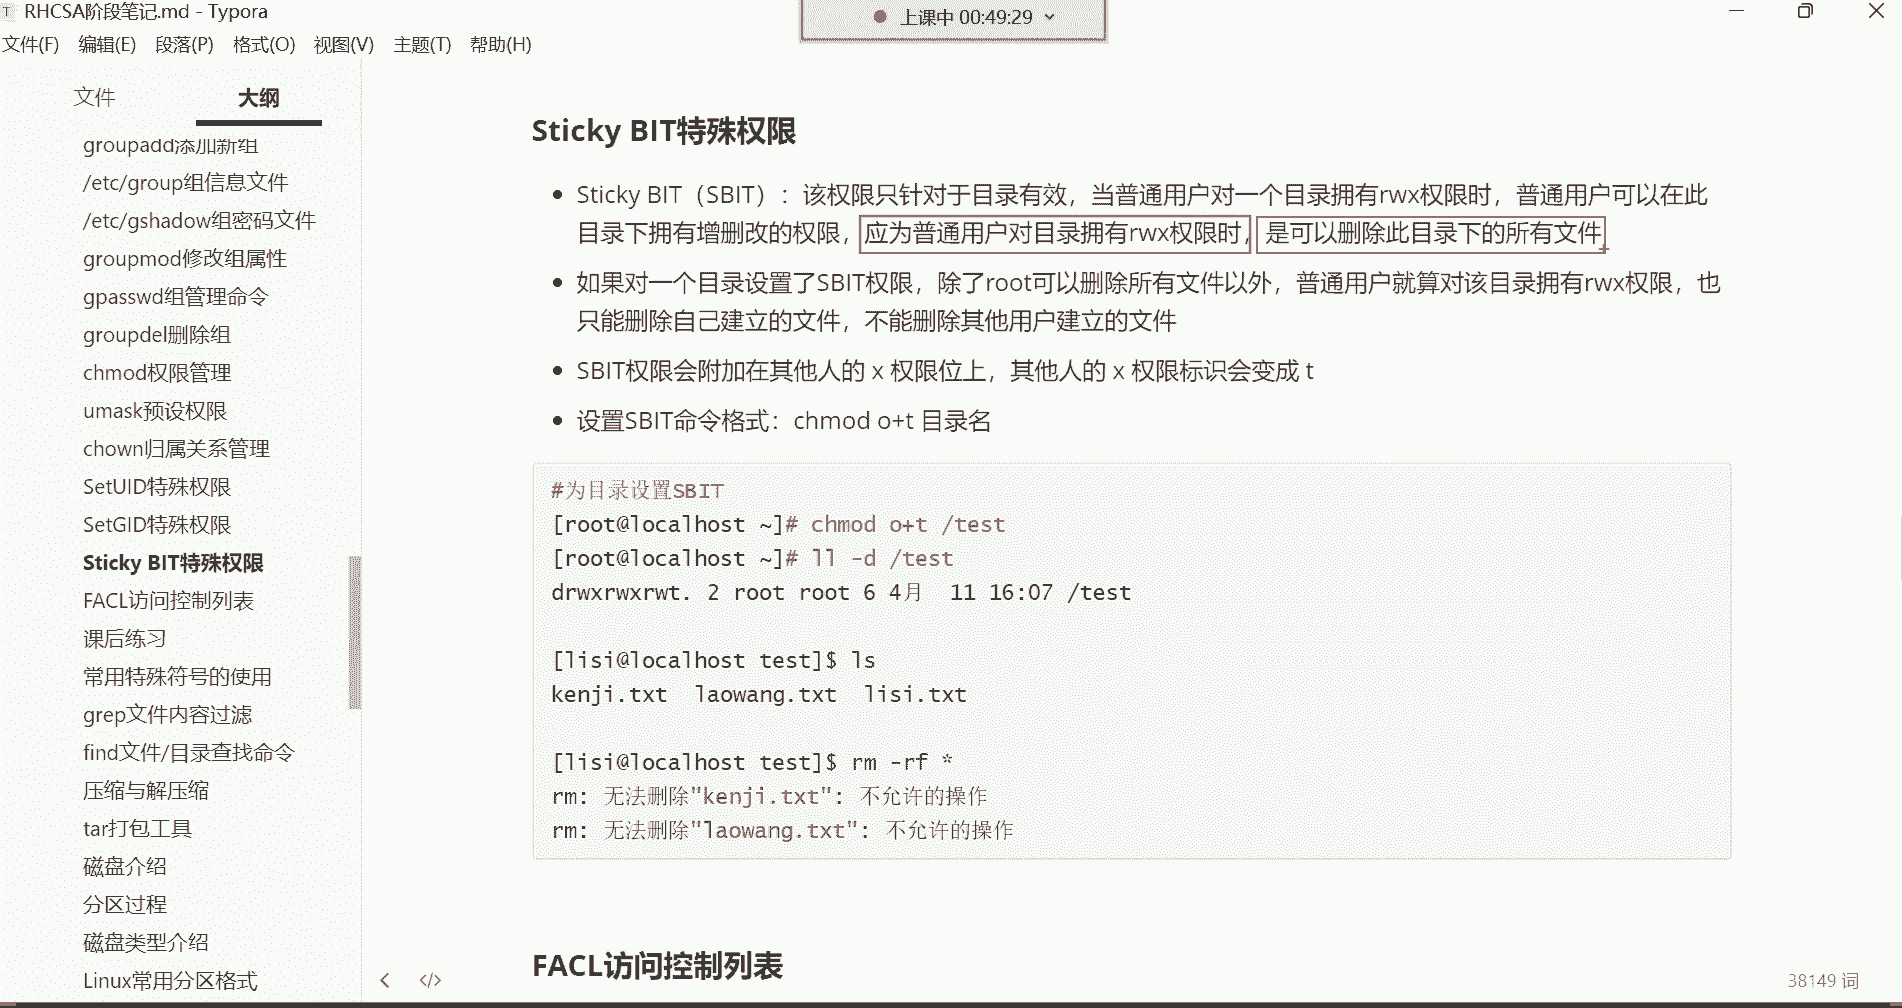 RHCSA阶段笔记.md - Typora
上课中 00:49:29
文件(F) 编辑(E) 段落(P) 格式(O) 视图(V) 主题(T) 帮助(H)
文件 大纲
groupadd添加新组
/etc/group组信息文件
/etc/gshadow组密码文件
groupmod修改组属性
gpasswd组管理命令
groupdel删除组
chmod权限管理
umask预设权限
chown归属关系管理
SetUID特殊权限
SetGID特殊权限
Sticky BIT特殊权限
FACL访问控制列表
课后练习
常用特殊符号的使用
grep文件内容过滤
find文件/目录查找命令
压缩与解压缩
tar打包工具
磁盘介绍
分区过程
磁盘类型介绍
Linux常用分区格式
Sticky BIT特殊权限
Sticky BIT（SBIT）：该权限只针对于目录有效，当普通用户对一个目录拥有rwx权限时，普通用户可以在此
目录下拥有增删改的权限，应为普通用户对目录拥有rwx权限时，是可以删除此目录下的所有文件
如果对一个目录设置了SBIT权限，除了root可以删除所有文件以外，普通用户就算对该目录拥有rwx权限，也
只能删除自己建立的文件，不能删除其他用户建立的文件
SBIT权限会附加在其他人的 x 权限位上，其他人的 x 权限标识会变成 t
设置SBIT命令格式：chmod o+t 目录名
#为目录设置SBIT
[root@localhost ~]# chmod o+t /test
[root@localhost ~]# ll -d /test
drwxrwxrwt. 2 root root 6 4月  11 16:07 /test
[lisi@localhost test]$ ls
kenji.txt  laowang.txt  lisi.txt
[lisi@localhost test]$ rm -rf *
rm: 无法删除"kenji.txt": 不允许的操作
rm: 无法删除"laowang.txt": 不允许的操作
FACL访问控制列表
38149 词